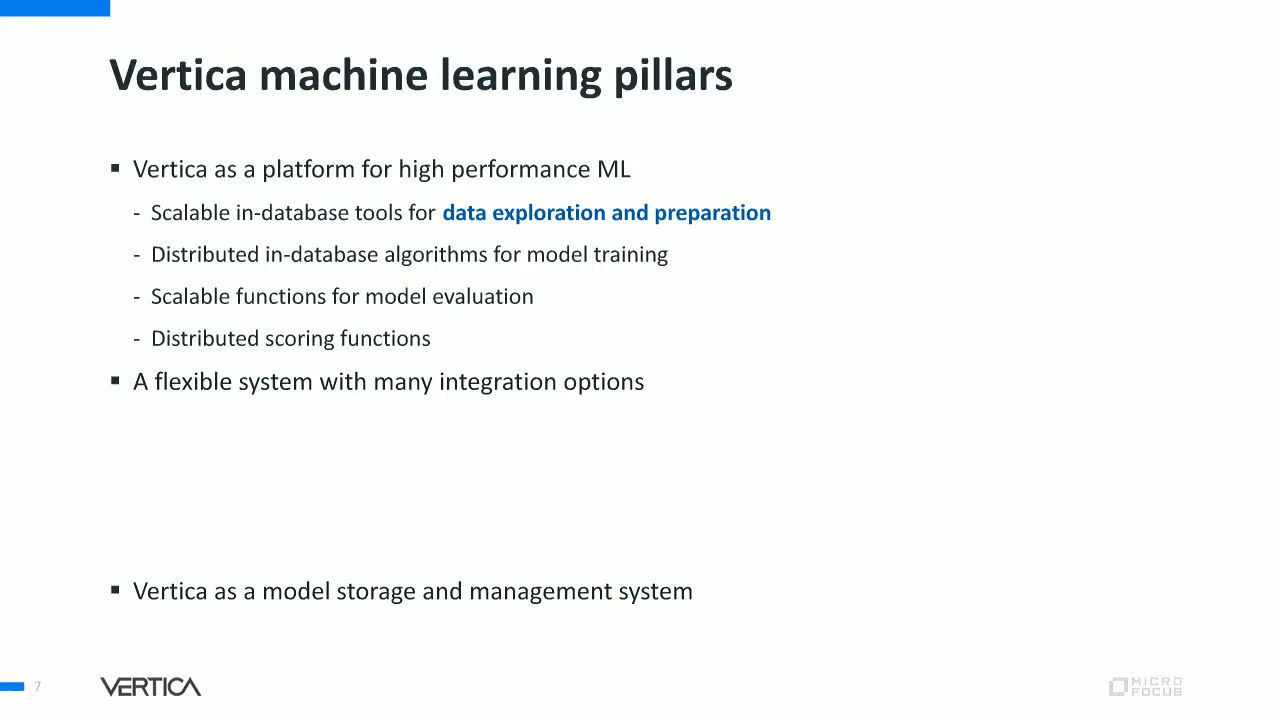 Vertica machine learning pillars
▪ Vertica as a platform for high performance ML
- Scalable in-database tools for data exploration and preparation
- Distributed in-database algorithms for model training
- Scalable functions for model evaluation
- Distributed scoring functions
▪ A flexible system with many integration options
▪ Vertica as a model storage and management system
7
VERTICA
MICRO
FOCUS